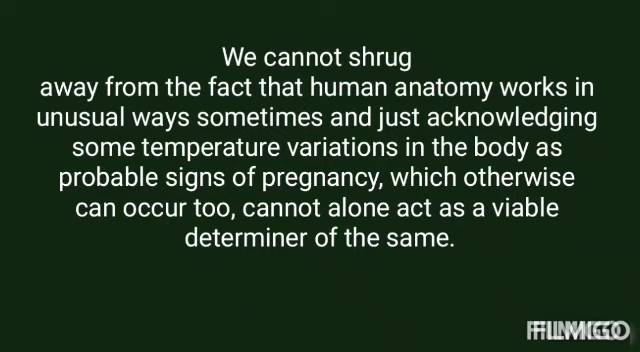 We cannot shrug
away from the fact that human anatomy works in
unusual ways sometimes and just acknowledging
some temperature variations in the body as
probable signs of pregnancy, which otherwise
can occur too, cannot alone act as a viable
determiner of the same.
FILMIGO